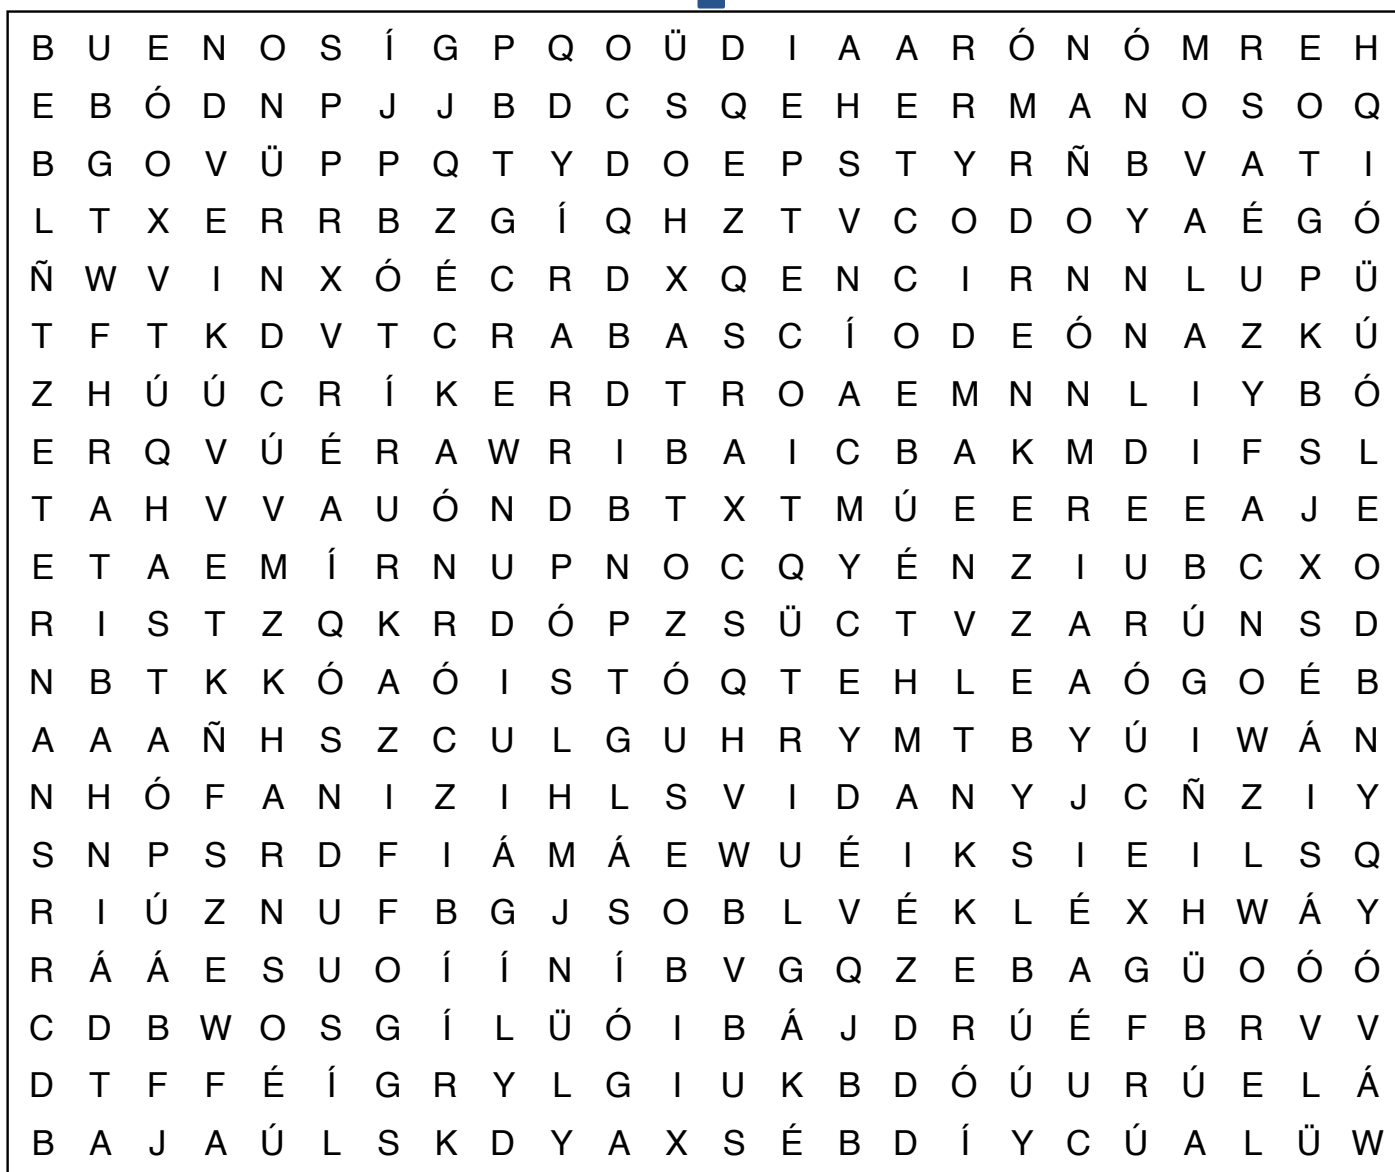 B U E N O S Í G P Q O Ü D I A A R Ó N Ó M R E H
E B Ó D N P J J B D C S Q E H E R M A N O S O Q
B G O V Ü P P Q T Y D O E P S T Y R Ñ B V A T I
L T X E R R B Z G Í Q H Z T V C O D O Y A É G Ó
Ñ W V I N X Ó É C R D X Q E N C I R N N L U P Ü
T F T K D V T C R A B A S C Í O D E Ó N A Z K Ú
Z H Ú Ú C R Í K E R D T R O A E M N N L I Y B Ó
E R Q V Ú É R A W R I B A I C B A K M D I F S L
T A H V V A U Ó N D B T X T M Ú E E R E E A J E
E T A E M Í R N U P N O C Q Y É N Z I U B C X O
R I S T Z Q K R D Ó P Z S Ü C T V Z A R Ú N S D
N B T K K Ó A Ó I S T Ó Q T E H L E A Ó G O É B
A A A Ñ H S Z C U L G U H R Y M T B Y Ú I W Á N
N H Ó F A N I Z I H L S V I D A N Y J C Ñ Z I Y
S N P S R D F I Á M Á E W U É I K S I E I L S Q
R I Ú Z N U F B G J S O B L V É K L É X H W Á Y
R Á Á E S U O Í Í N Í B V G Q Z E B A G Ü O Ó Ó
C D B W O S G Í L Ü Ó I B Á J D R Ú É F B R V V
D T F F É Í G R Y L G I U K B D Ó Ú U R Ú E L Á
B A J A Ú L S K D Y A X S É B D Í Y C Ú A L Ü W